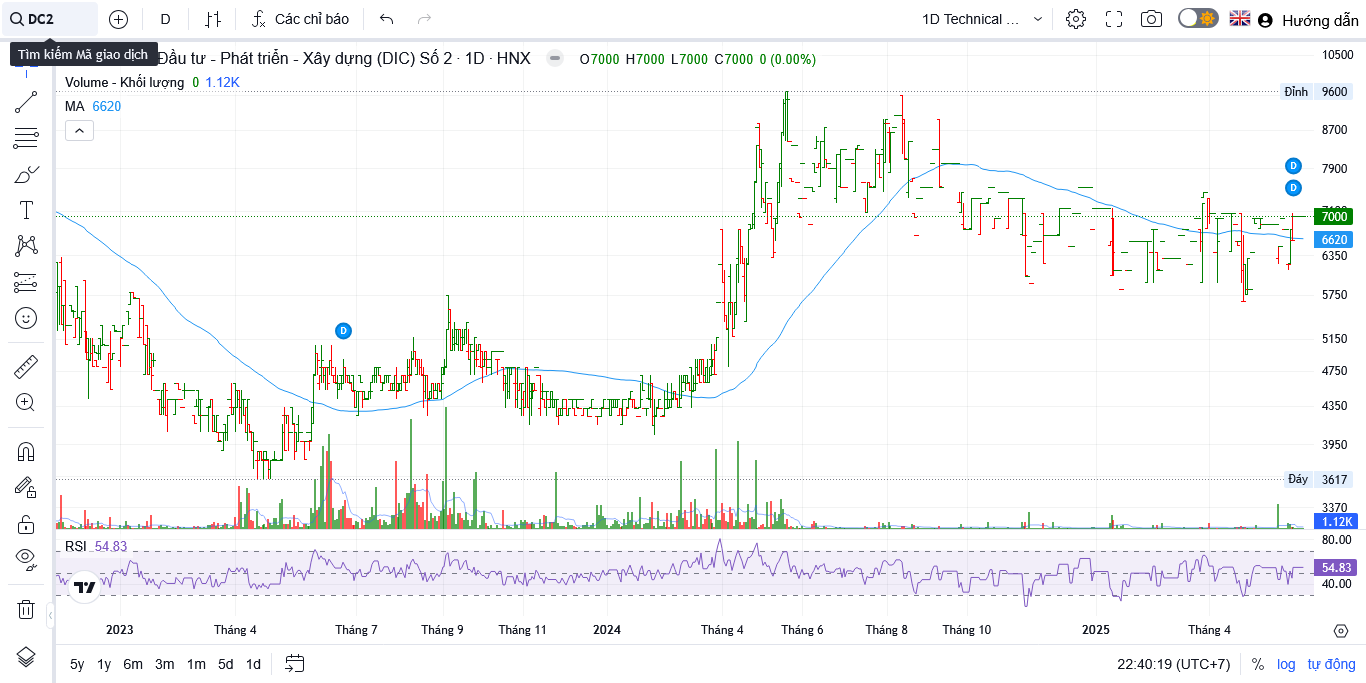 DC2
D
Các chỉ báo
1D Technical ...
Hướng dẫn
Tìm kiếm Mã giao dịch
Đầu tư - Phát triển - Xây dựng (DIC) Số 2 · 1D · HNX
O7000 H7000 L7000 C7000 0 (0.00%)
Volume - Khối lượng 0 1.12K
MA 6620
10500
Đỉnh 9600
8700
D
7900
D
7000
6620
6350
5750
D
5150
4750
4350
3950
Đáy 3617
3370
1.12K
RSI 54.83
80.00
54.83
40.00
2023
Tháng 4
Tháng 7
Tháng 9
Tháng 11
2024
Tháng 4
Tháng 6
Tháng 8
Tháng 10
2025
Tháng 4
5y 1y 6m 3m 1m 5d 1d
22:40:19 (UTC+7)
% log tự động